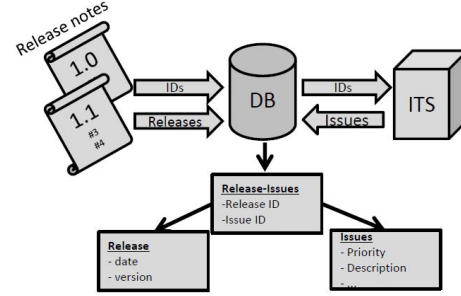 Release notes
1.0
1.1
#3
#4
IDs
Releases
DB
IDs
Issues
ITS
Release-Issues
-Release ID
-Issue ID
Release
- date
- version
Issues
- Priority
- Description
- ...